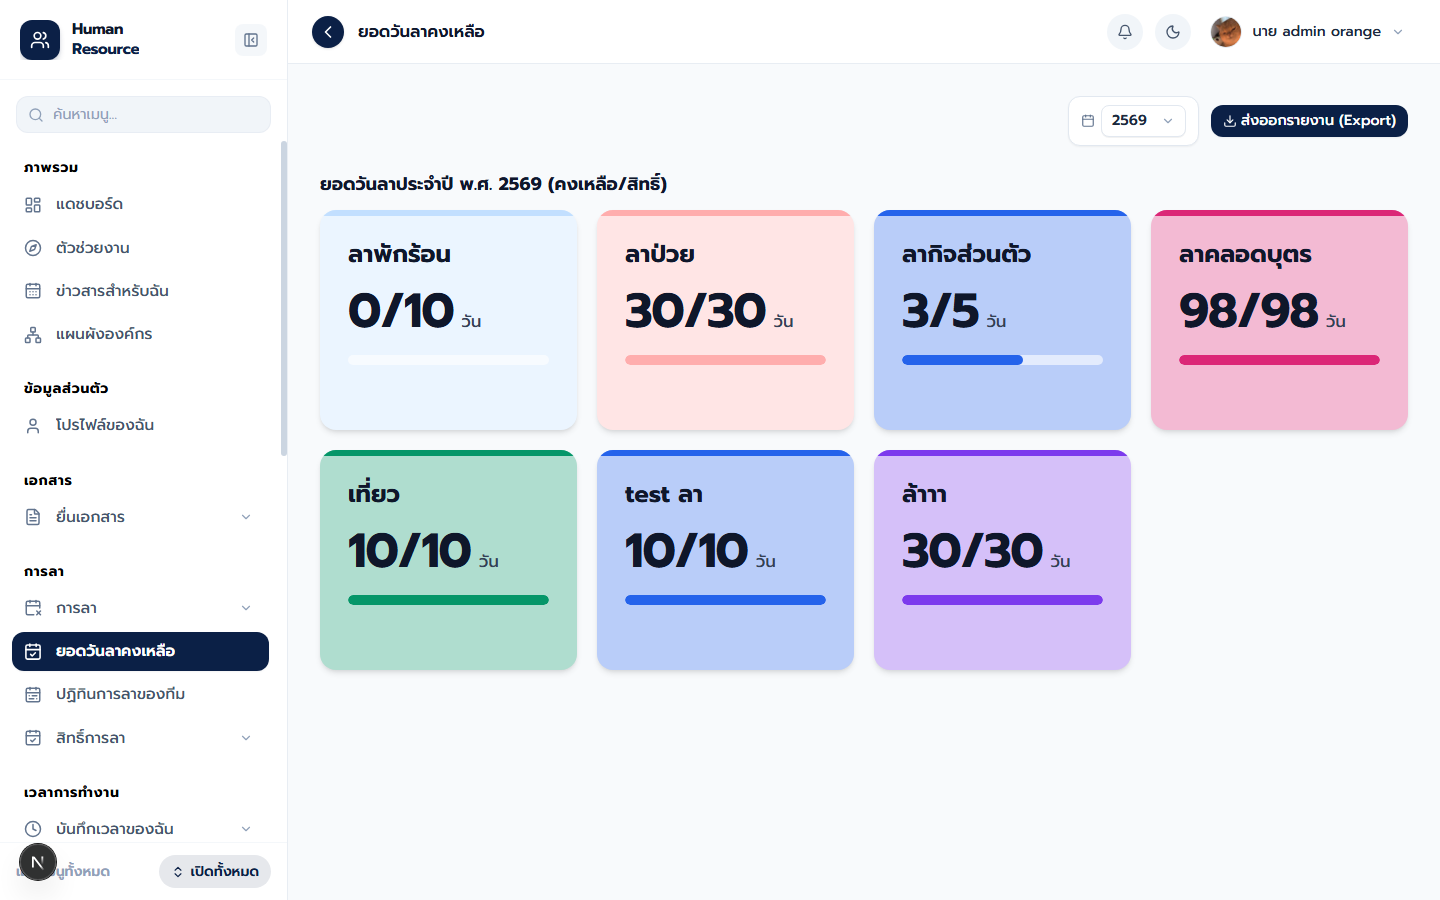 Human
Resource
ยอดวันลาคงเหลือ
นาย admin orange
ค้นหาเมนู...
2569
ส่งออกรายงาน (Export)
ภาพรวม
แดชบอร์ด
ตัวช่วยงาน
ข่าวสารสำหรับฉัน
แผนผังองค์กร
ข้อมูลส่วนตัว
โปรไฟล์ของฉัน
เอกสาร
ยื่นเอกสาร
การลา
การลา
ยอดวันลาคงเหลือ
ปฏิทินการลาของทีม
สิทธิ์การลา
เวลาการทำงาน
บันทึกเวลาของฉัน
เปิดทั้งหมด
ยอดวันลาประจำปี พ.ศ. 2569 (คงเหลือ/สิทธิ์)
ลาพักร้อน
0/10 วัน
ลาป่วย
30/30 วัน
ลากิจส่วนตัว
3/5 วัน
ลาคลอดบุตร
98/98 วัน
เที่ยว
10/10 วัน
test ลา
10/10 วัน
ล้าาา
30/30 วัน